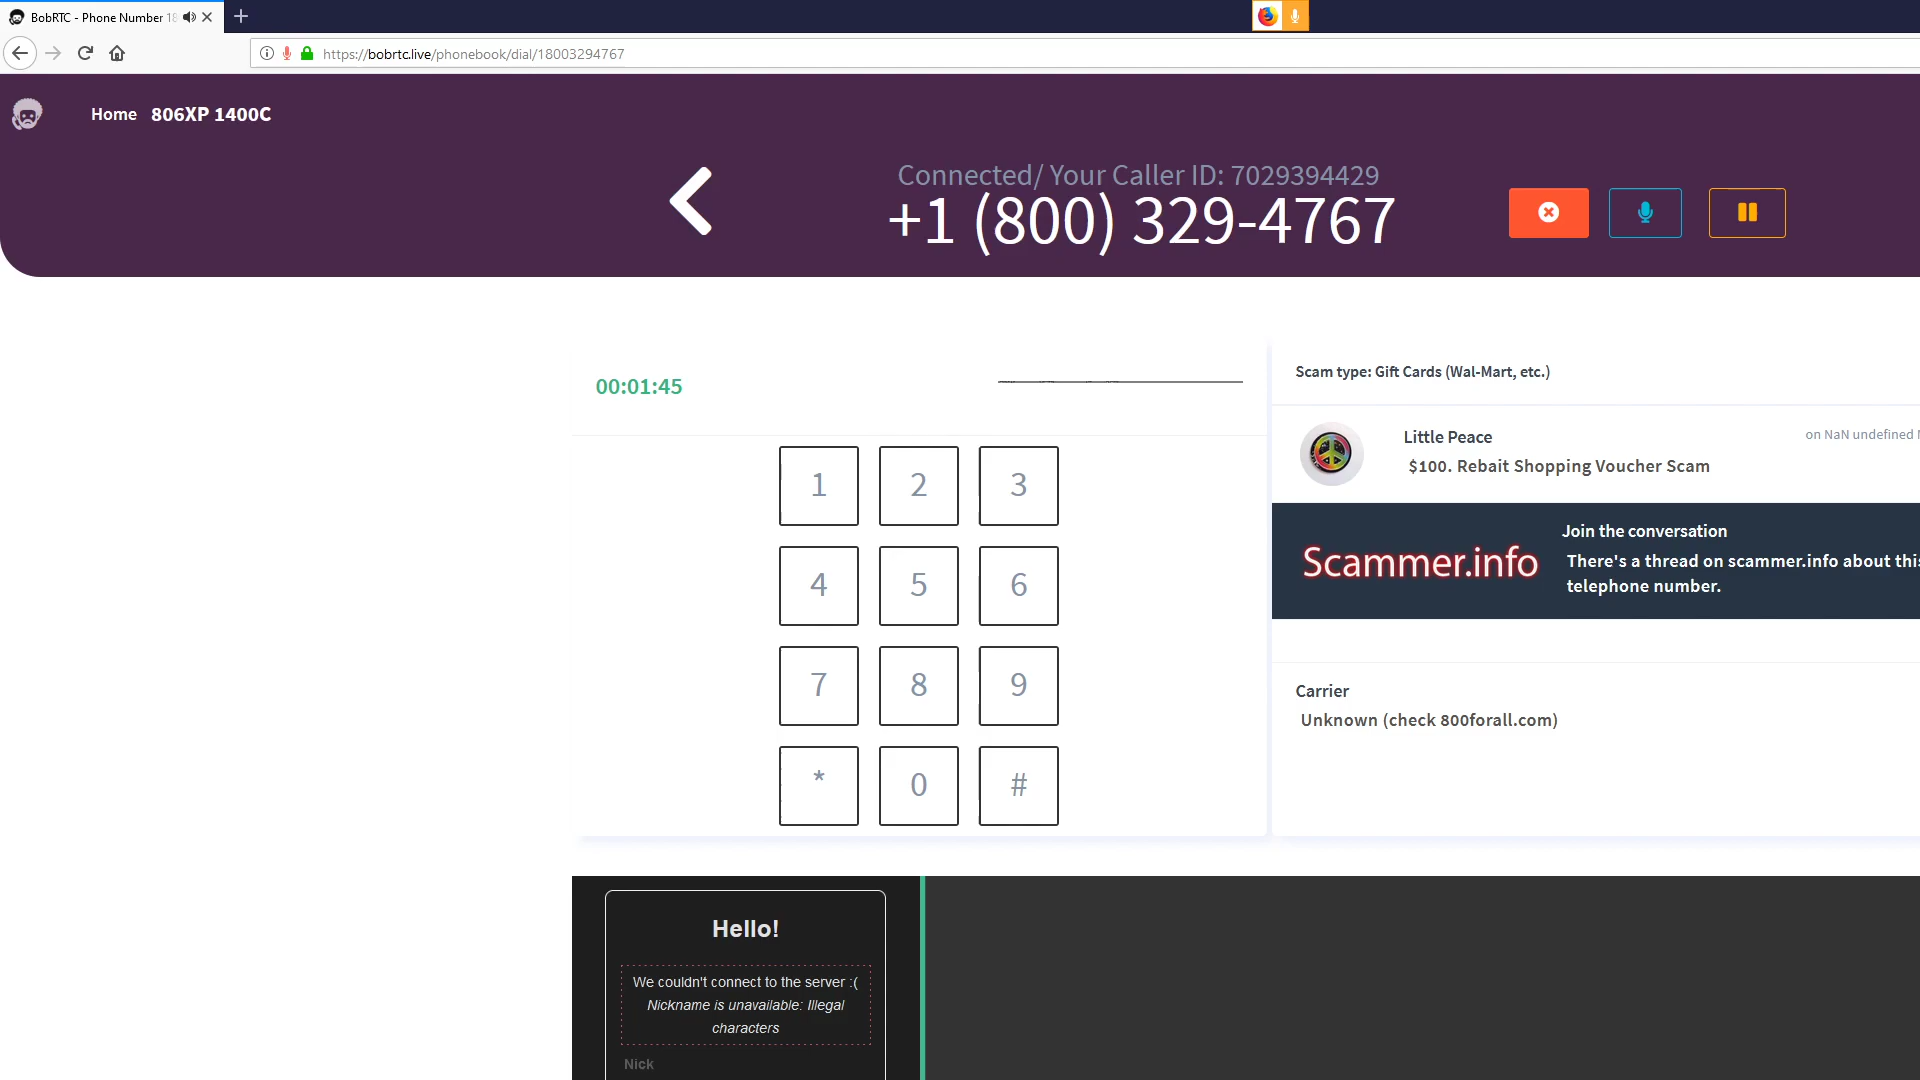 BobRTC - Phone Number 18
https://bobrtc.live/phonebook/dial/18003294767
Home 806XP 1400C
Connected/ Your Caller ID: 7029394429
+1 (800) 329-4767
00:01:45
1 2 3
4 5 6
7 8 9
* 0 #
Scam type: Gift Cards (Wal-Mart, etc.)
Little Peace
on NaN undefined
$100. Rebait Shopping Voucher Scam
Scammer.info
Join the conversation
There's a thread on scammer.info about this
telephone number.
Carrier
Unknown (check 800forall.com)
Hello!
We couldn't connect to the server :(
Nickname is unavailable: Illegal
characters
Nick